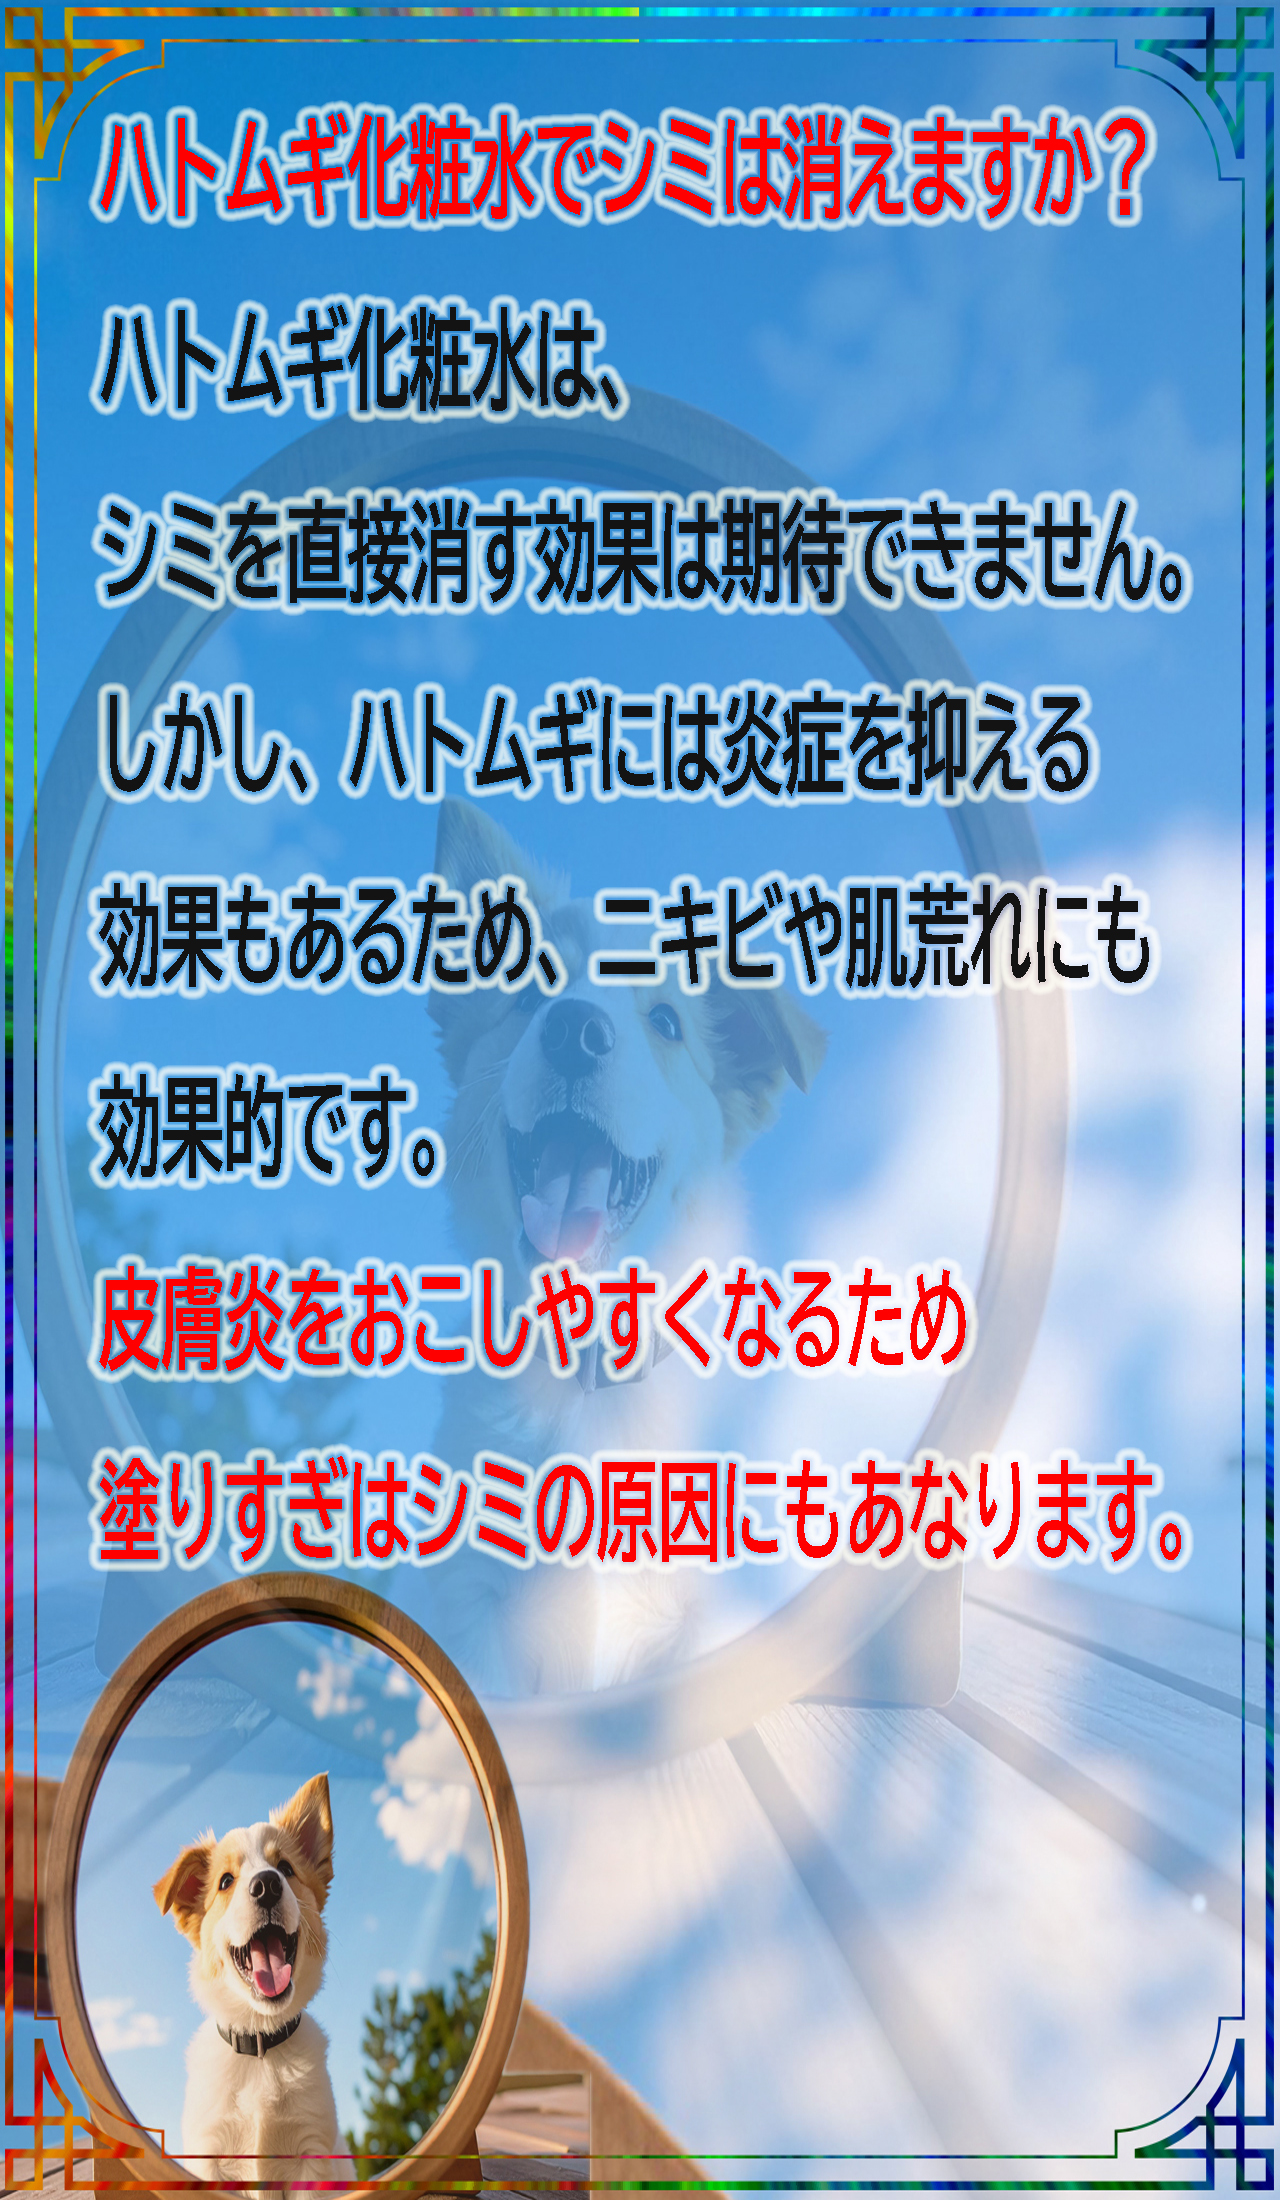 ハトムギ化粧水でシミは消えますか？
ハトムギ化粧水は、
シミを直接消す効果は期待できません。
しかし、ハトムギには炎症を抑える
効果もあるため、ニキビや肌荒れにも
効果的です。
皮膚炎をおこしやすくなるため
塗りすぎはシミの原因にもあなります。